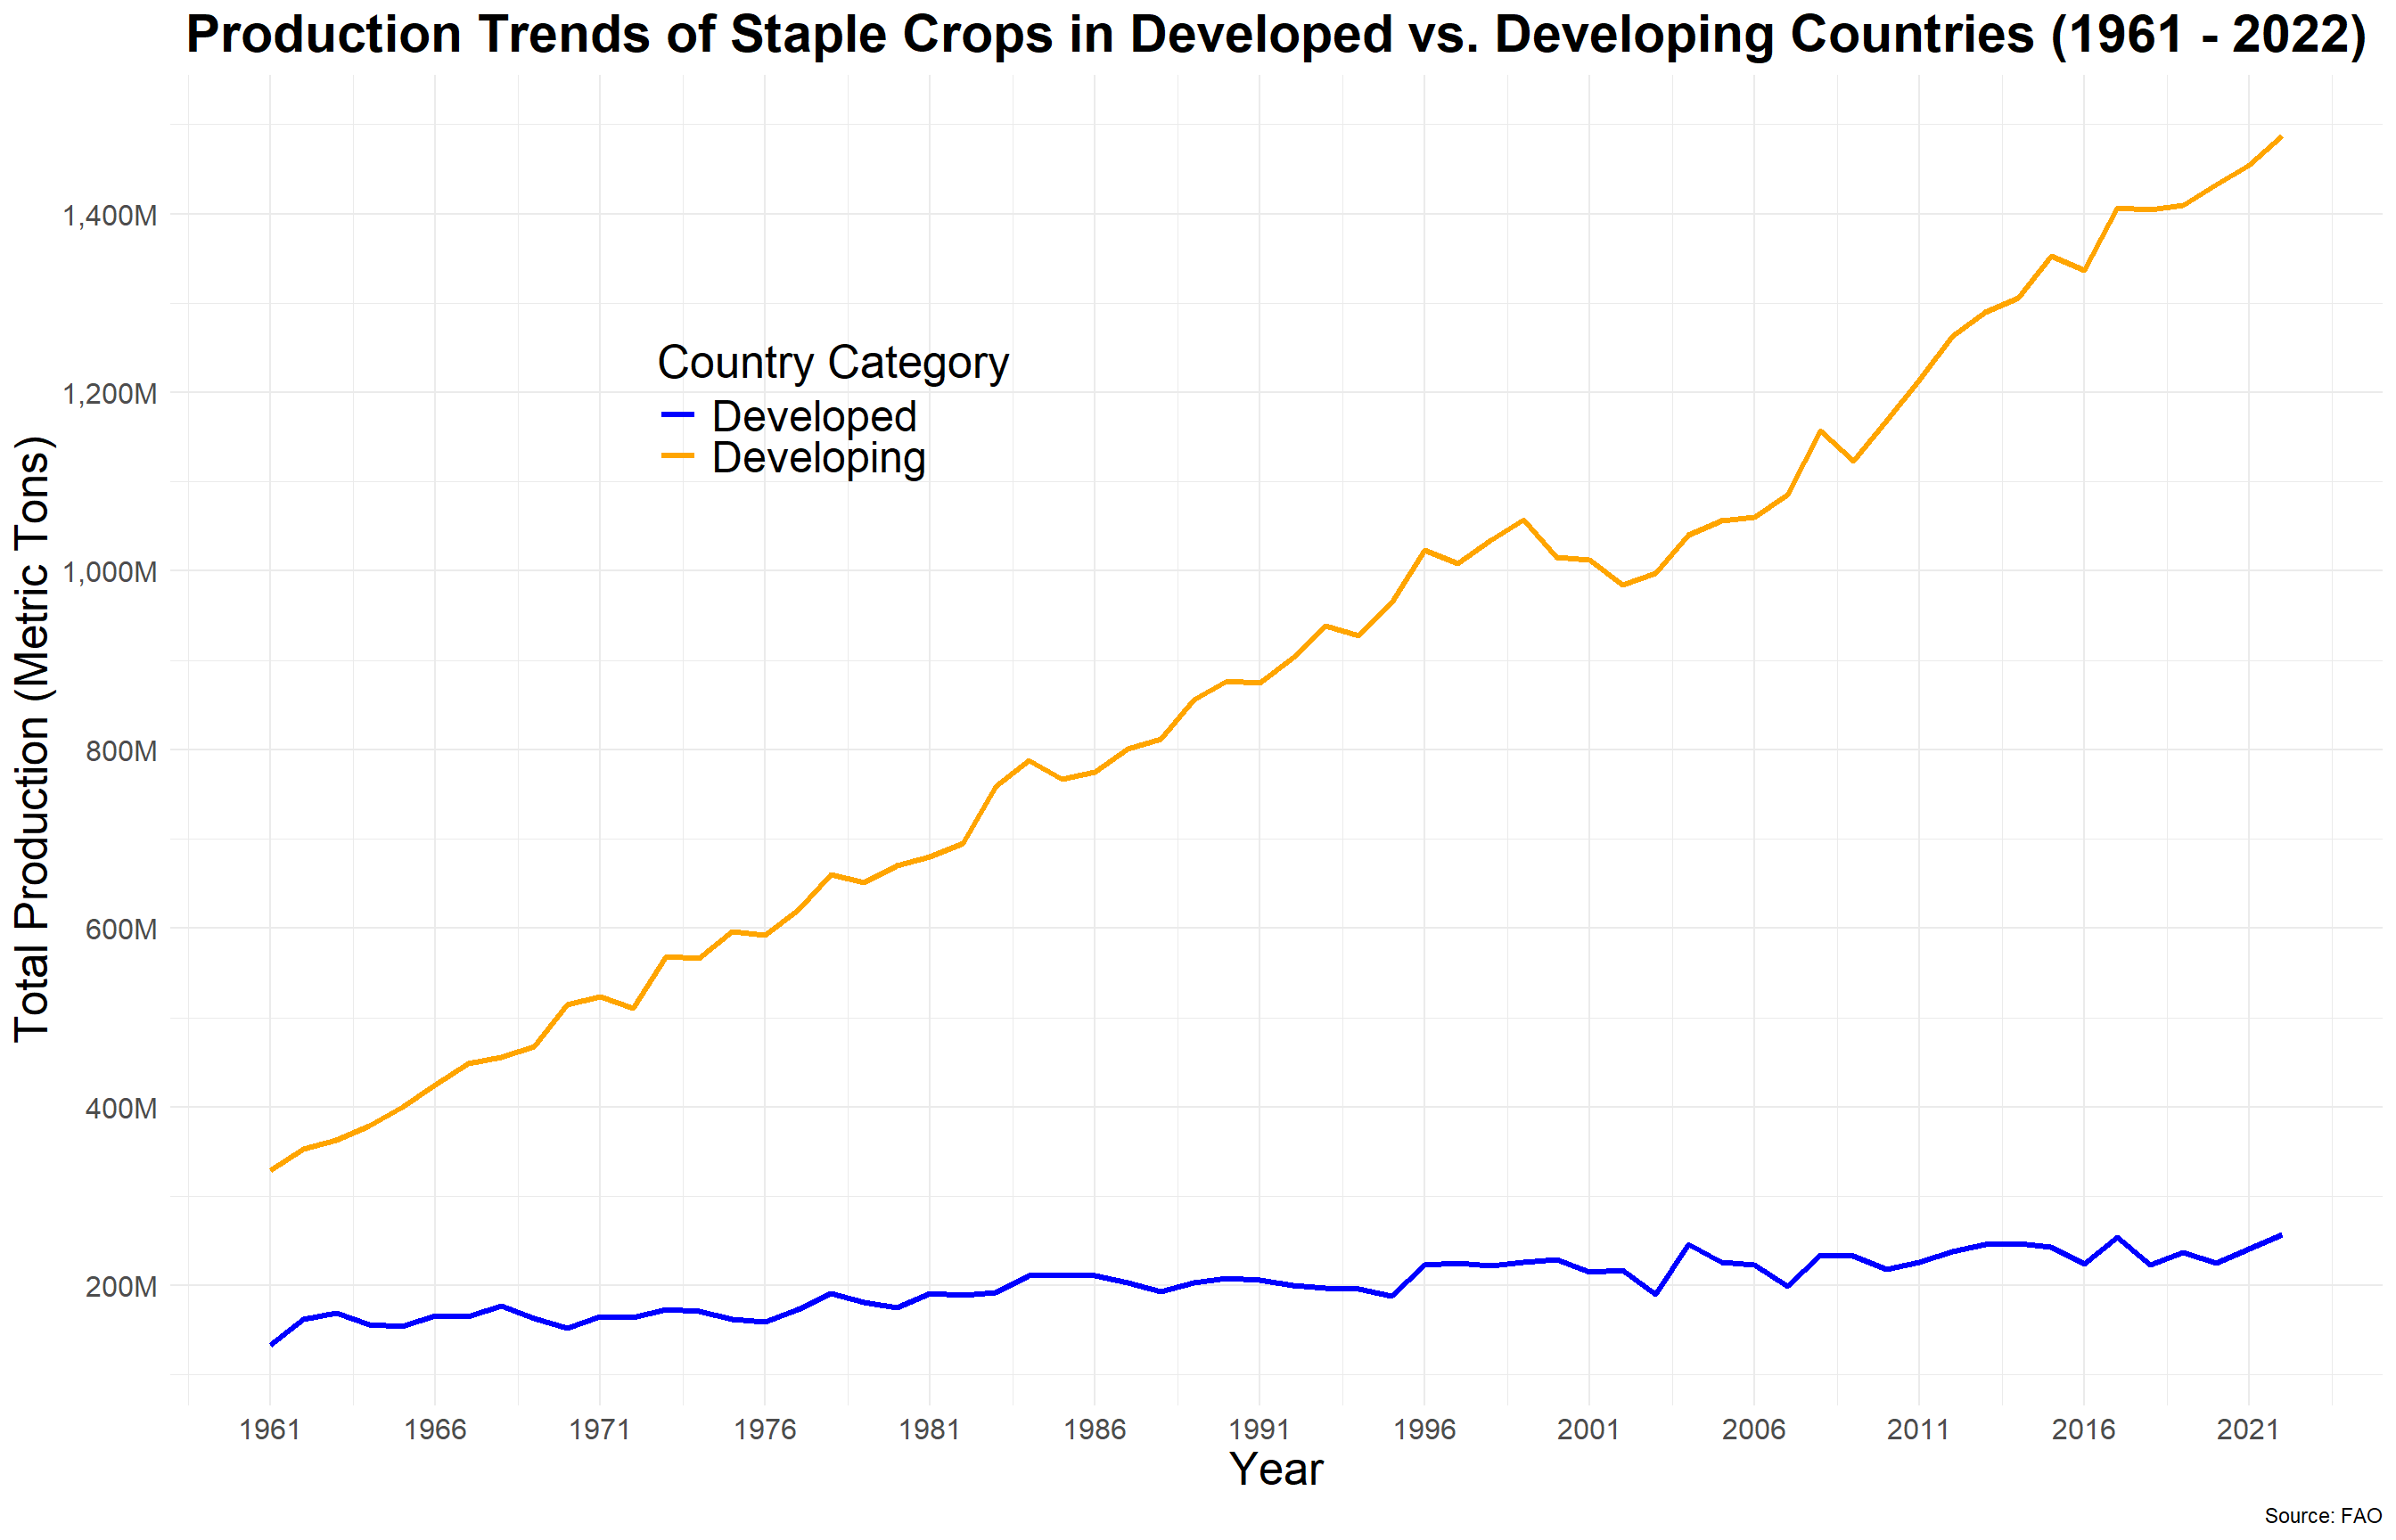 Production Trends of Staple Crops in Developed vs. Developing Countries (1961 - 2022)
Total Production (Metric Tons)
1,400M
1,200M
1,000M
800M
600M
400M
200M
Country Category
Developed
Developing
1961 1966 1971 1976 1981 1986 1991 1996 2001 2006 2011 2016 2021
Year
Source: FAO